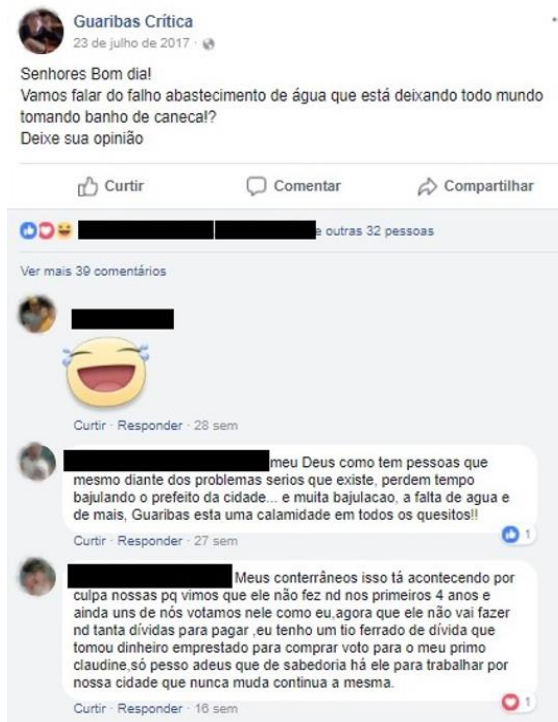 Guaribas Crítica
23 de julho de 2017 ·
Senhores Bom dia!
Vamos falar do falho abastecimento de água que está deixando todo mundo
tomando banho de caneca!?
Deixe sua opinião
Curtir Comentar Compartilhar
e outras 32 pessoas
Ver mais 39 comentários
Curtir · Responder · 28 sem
meu Deus como tem pessoas que
mesmo diante dos problemas serios que existe, perdem tempo
bajulando o prefeito da cidade... e muita bajulacao, a falta de agua e
de mais, Guaribas esta uma calamidade em todos os quesitos!!
Curtir · Responder · 27 sem 1
Meus conterrâneos isso tá acontecendo por
culpa nossas pq vimos que ele não fez nd nos primeiros 4 anos e
ainda uns de nós votamos nele como eu,agora que ele não vai fazer
nd tanta dívidas para pagar ,eu tenho um tio ferrado de dívida que
tomou dinheiro emprestado para comprar voto para o meu primo
claudine,só pesso adeus que de sabedoria há ele para trabalhar por
nossa cidade que nunca muda continua a mesma.
Curtir · Responder · 16 sem 1